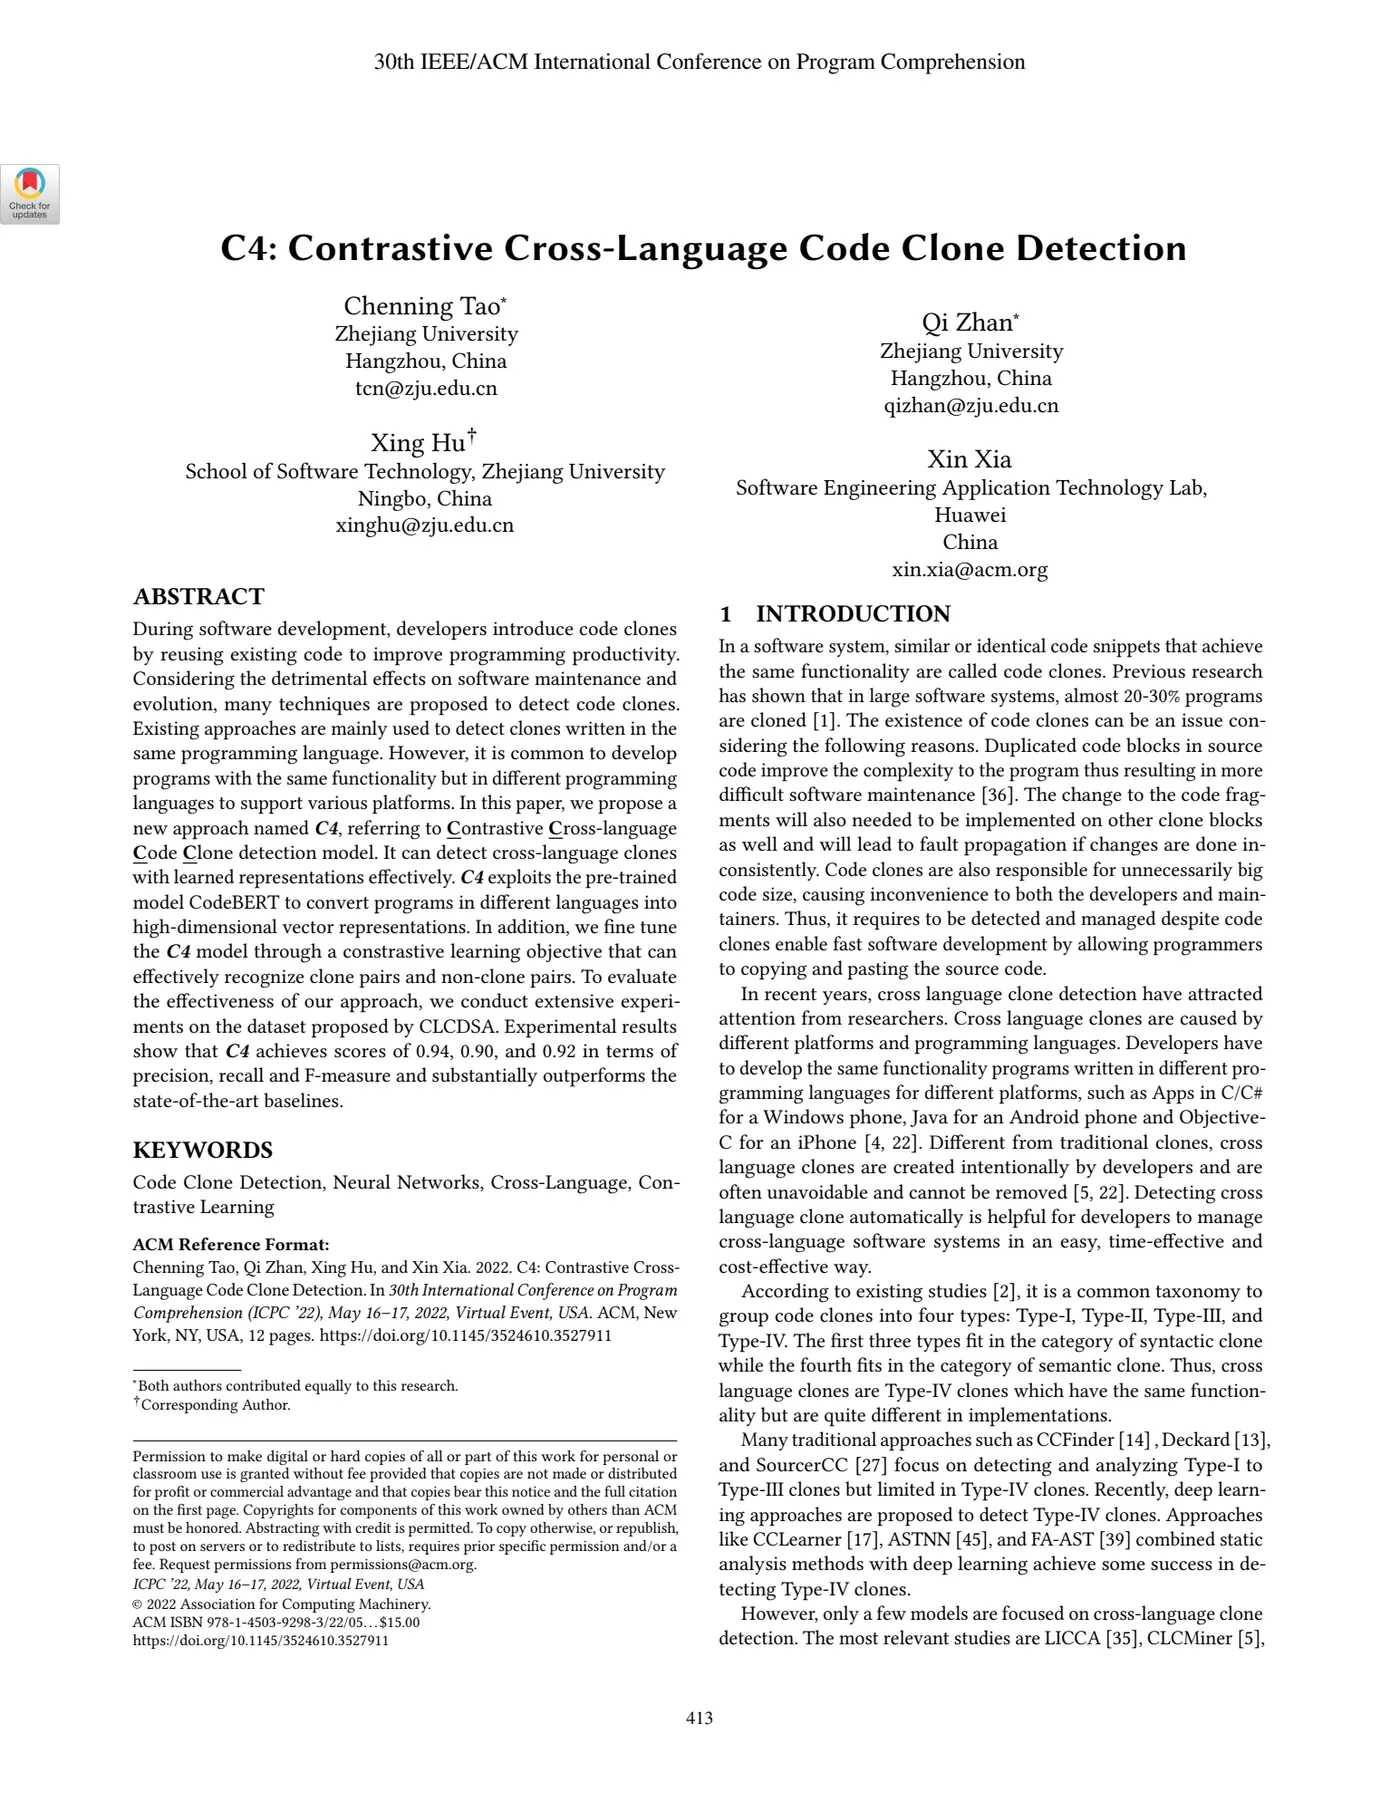 30th IEEE/ACM International Conference on Program Comprehension
Check for
updates
C4: Contrastive Cross-Language Code Clone Detection
Chenning Tao*
Zhejiang University
Hangzhou, China
tcn@zju.edu.cn
Qi Zhan*
Zhejiang University
Hangzhou, China
qizhan@zju.edu.cn
Xing Hu†
School of Software Technology, Zhejiang University
Ningbo, China
xinghu@zju.edu.cn
Xin Xia
Software Engineering Application Technology Lab,
Huawei
China
xin.xia@acm.org
ABSTRACT
During software development, developers introduce code clones
by reusing existing code to improve programming productivity.
Considering the detrimental effects on software maintenance and
evolution, many techniques are proposed to detect code clones.
Existing approaches are mainly used to detect clones written in the
same programming language. However, it is common to develop
programs with the same functionality but in different programming
languages to support various platforms. In this paper, we propose a
new approach named C4, referring to Contrastive Cross-language
Code Clone detection model. It can detect cross-language clones
with learned representations effectively. C4 exploits the pre-trained
model CodeBERT to convert programs in different languages into
high-dimensional vector representations. In addition, we fine tune
the C4 model through a constrastive learning objective that can
effectively recognize clone pairs and non-clone pairs. To evaluate
the effectiveness of our approach, we conduct extensive experi-
ments on the dataset proposed by CLCDSA. Experimental results
show that C4 achieves scores of 0.94, 0.90, and 0.92 in terms of
precision, recall and F-measure and substantially outperforms the
state-of-the-art baselines.
KEYWORDS
Code Clone Detection, Neural Networks, Cross-Language, Con-
trastive Learning
ACM Reference Format:
Chenning Tao, Qi Zhan, Xing Hu, and Xin Xia. 2022. C4: Contrastive Cross-
Language Code Clone Detection. In 30th International Conference on Program
Comprehension (ICPC ’22), May 16–17, 2022, Virtual Event, USA. ACM, New
York, NY, USA, 12 pages. https://doi.org/10.1145/3524610.3527911
*Both authors contributed equally to this research.
†Corresponding Author.
Permission to make digital or hard copies of all or part of this work for personal or
classroom use is granted without fee provided that copies are not made or distributed
for profit or commercial advantage and that copies bear this notice and the full citation
on the first page. Copyrights for components of this work owned by others than ACM
must be honored. Abstracting with credit is permitted. To copy otherwise, or republish,
to post on servers or to redistribute to lists, requires prior specific permission and/or a
fee. Request permissions from permissions@acm.org.
ICPC ’22, May 16–17, 2022, Virtual Event, USA
© 2022 Association for Computing Machinery.
ACM ISBN 978-1-4503-9298-3/22/05...$15.00
https://doi.org/10.1145/3524610.3527911
1 INTRODUCTION
In a software system, similar or identical code snippets that achieve
the same functionality are called code clones. Previous research
has shown that in large software systems, almost 20-30% programs
are cloned [1]. The existence of code clones can be an issue con-
sidering the following reasons. Duplicated code blocks in source
code improve the complexity to the program thus resulting in more
difficult software maintenance [36]. The change to the code frag-
ments will also needed to be implemented on other clone blocks
as well and will lead to fault propagation if changes are done in-
consistently. Code clones are also responsible for unnecessarily big
code size, causing inconvenience to both the developers and main-
tainers. Thus, it requires to be detected and managed despite code
clones enable fast software development by allowing programmers
to copying and pasting the source code.
In recent years, cross language clone detection have attracted
attention from researchers. Cross language clones are caused by
different platforms and programming languages. Developers have
to develop the same functionality programs written in different pro-
gramming languages for different platforms, such as Apps in C/C#
for a Windows phone, Java for an Android phone and Objective-
C for an iPhone [4, 22]. Different from traditional clones, cross
language clones are created intentionally by developers and are
often unavoidable and cannot be removed [5, 22]. Detecting cross
language clone automatically is helpful for developers to manage
cross-language software systems in an easy, time-effective and
cost-effective way.
According to existing studies [2], it is a common taxonomy to
group code clones into four types: Type-I, Type-II, Type-III, and
Type-IV. The first three types fit in the category of syntactic clone
while the fourth fits in the category of semantic clone. Thus, cross
language clones are Type-IV clones which have the same function-
ality but are quite different in implementations.
Many traditional approaches such as CCFinder [14] , Deckard [13],
and SourcerCC [27] focus on detecting and analyzing Type-I to
Type-III clones but limited in Type-IV clones. Recently, deep learn-
ing approaches are proposed to detect Type-IV clones. Approaches
like CCLearner [17], ASTNN [45], and FA-AST [39] combined static
analysis methods with deep learning achieve some success in de-
tecting Type-IV clones.
However, only a few models are focused on cross-language clone
detection. The most relevant studies are LICCA [35], CLCMiner [5],
413